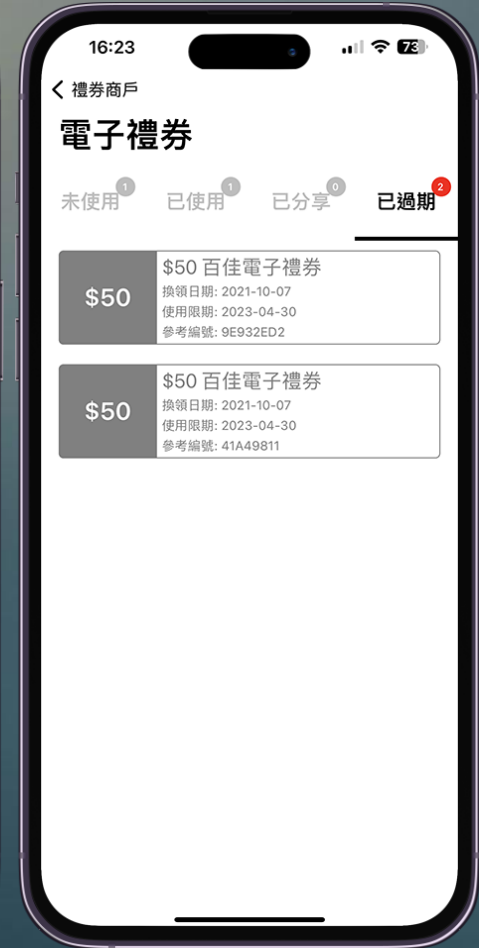 16:23
73
禮券商戶
電子禮券
未使用 1
已使用 1
已分享 0
已過期 2
$50
$50 百佳電子禮券
換領日期: 2021-10-07
使用限期: 2023-04-30
參考編號: 9E932ED2
$50
$50 百佳電子禮券
換領日期: 2021-10-07
使用限期: 2023-04-30
參考編號: 41A49811